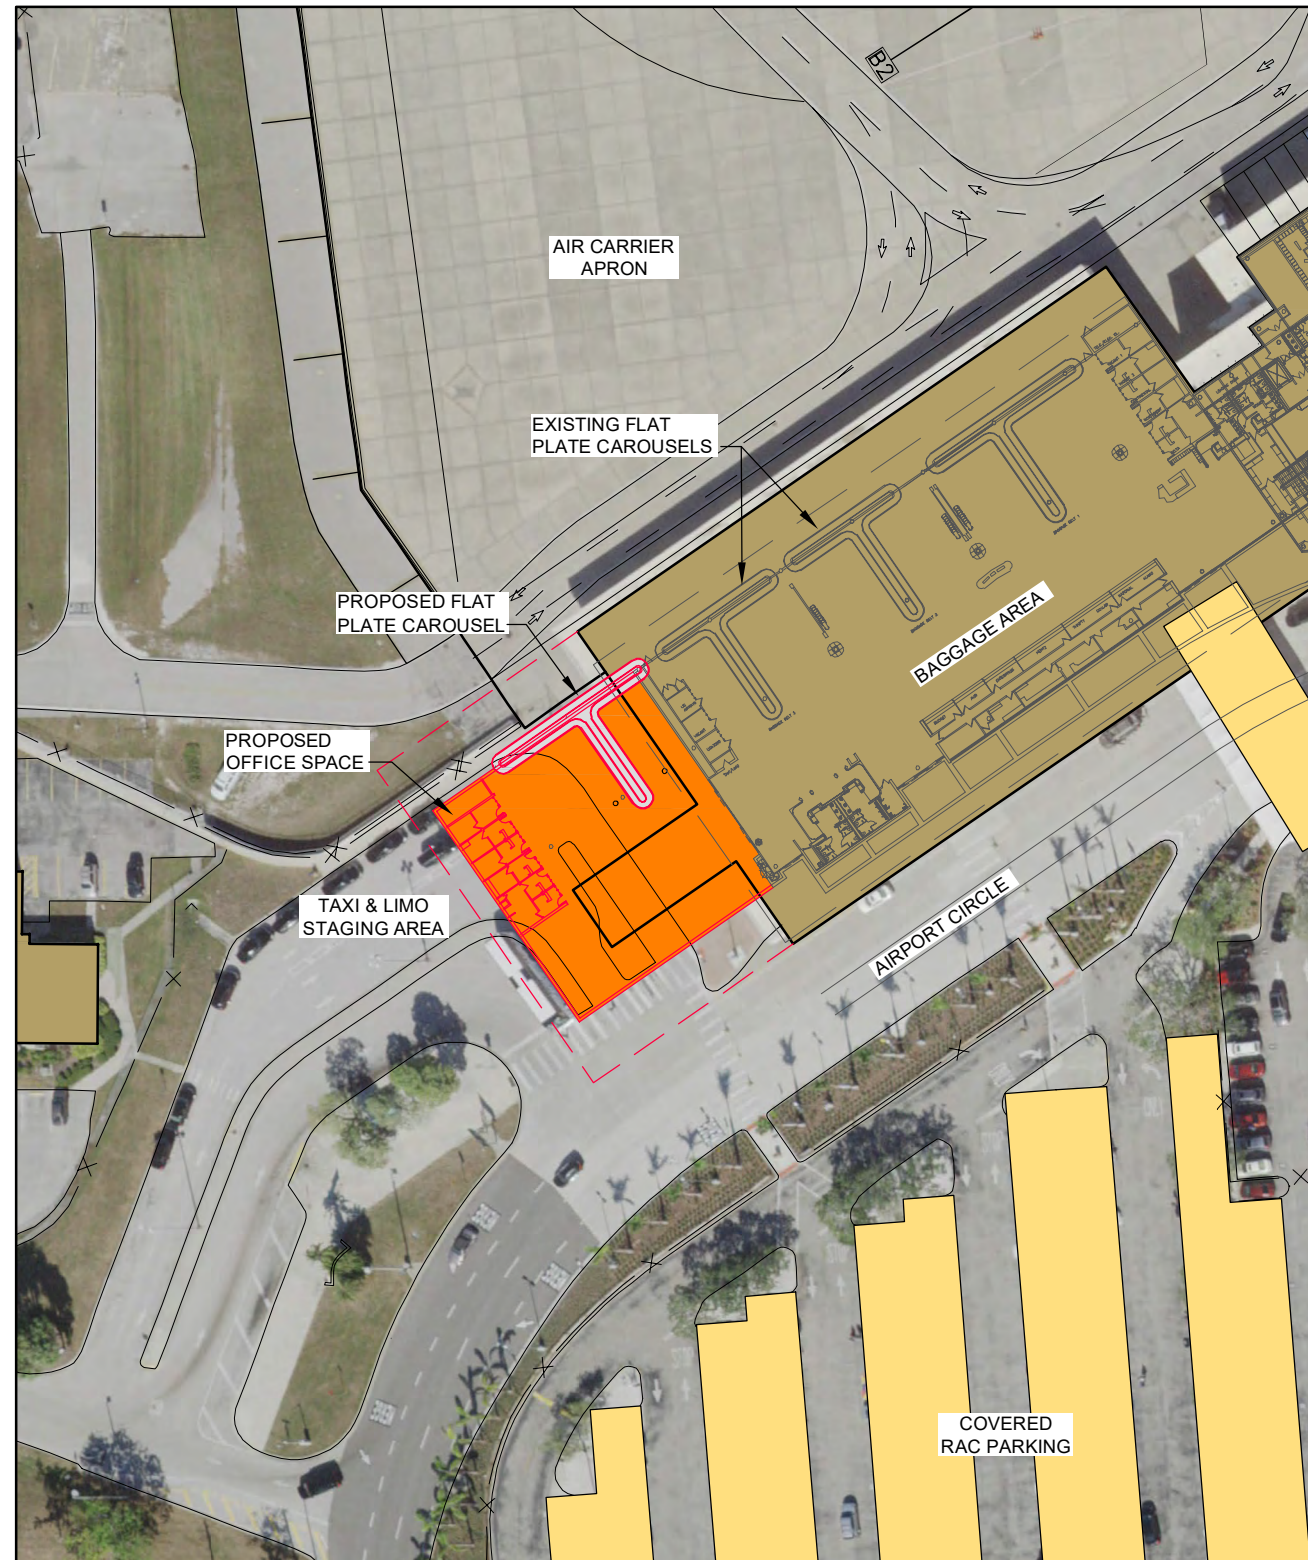 B2
AIR CARRIER
APRON
EXISTING FLAT
PLATE CAROUSELS
PROPOSED FLAT
PLATE CAROUSEL
BAGGAGE AREA
PROPOSED
OFFICE SPACE
TAXI & LIMO
STAGING AREA
AIRPORT CIRCLE
COVERED
RAC PARKING